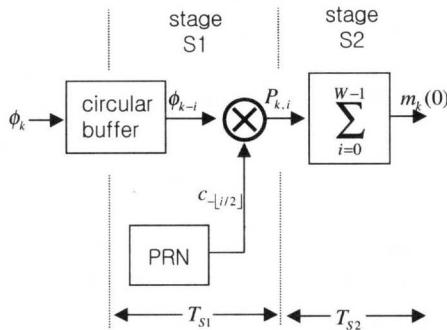 stage
S1
stage
S2
ϕ_k
circular
buffer
ϕ_{k-i}
P_{k,i}
W-1
∑
i=0
m_k(0)
c_{-⌊i/2⌋}
PRN
T_{S1}
T_{S2}